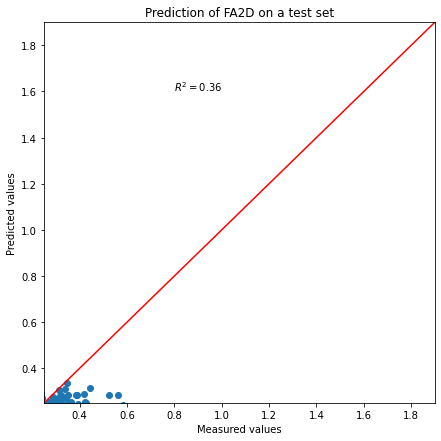 Prediction of FA2D on a test set
R² = 0.36
Predicted values
1.8
1.6
1.4
1.2
1.0
0.8
0.6
0.4
0.4 0.6 0.8 1.0 1.2 1.4 1.6 1.8
Measured values